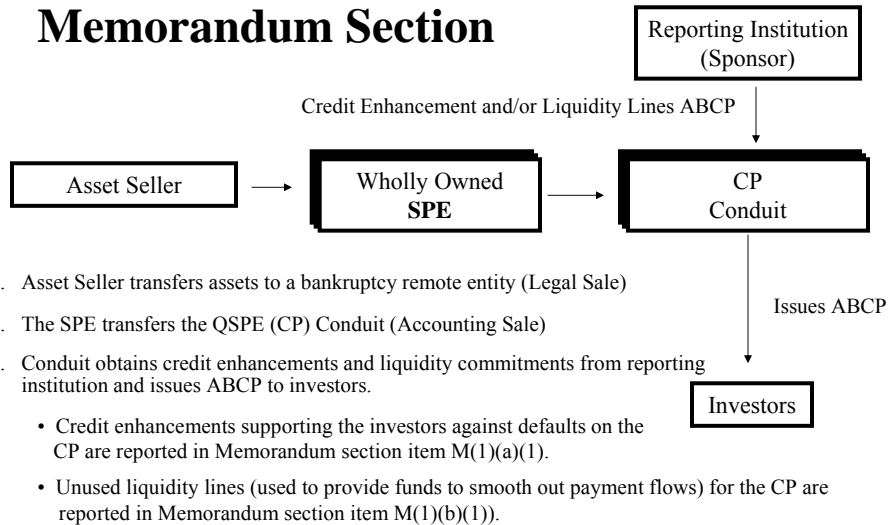 Memorandum Section
Reporting Institution
(Sponsor)
Credit Enhancement and/or Liquidity Lines ABCP
Asset Seller
Wholly Owned
SPE
CP
Conduit
. Asset Seller transfers assets to a bankruptcy remote entity (Legal Sale)
Issues ABCP
. The SPE transfers the QSPE (CP) Conduit (Accounting Sale)
. Conduit obtains credit enhancements and liquidity commitments from reporting
institution and issues ABCP to investors.
Investors
• Credit enhancements supporting the investors against defaults on the
CP are reported in Memorandum section item M(1)(a)(1).
• Unused liquidity lines (used to provide funds to smooth out payment flows) for the CP are
reported in Memorandum section item M(1)(b)(1)).